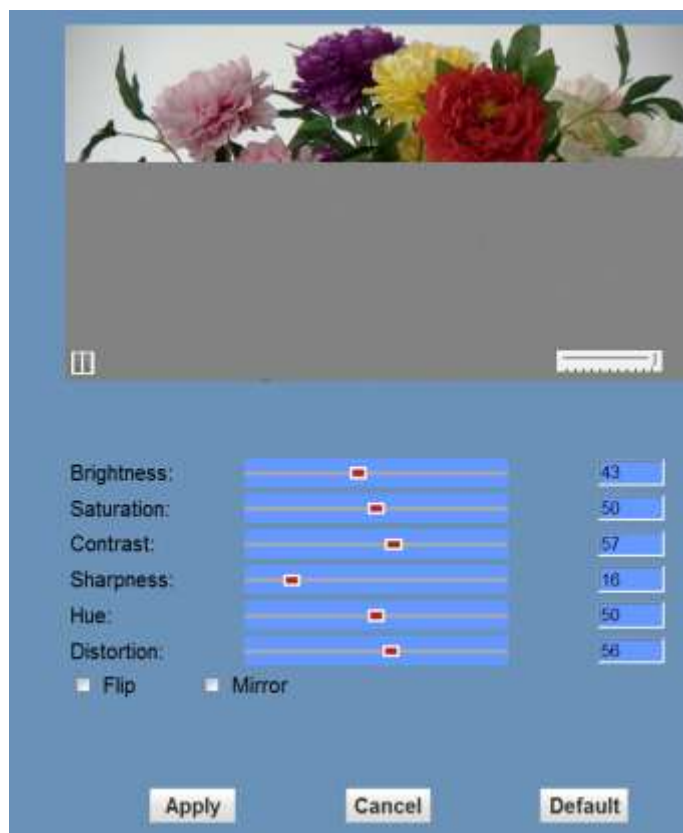 Brightness: 43
Saturation: 50
Contrast: 57
Sharpness: 16
Hue: 50
Distortion: 56
Flip Mirror
Apply Cancel Default